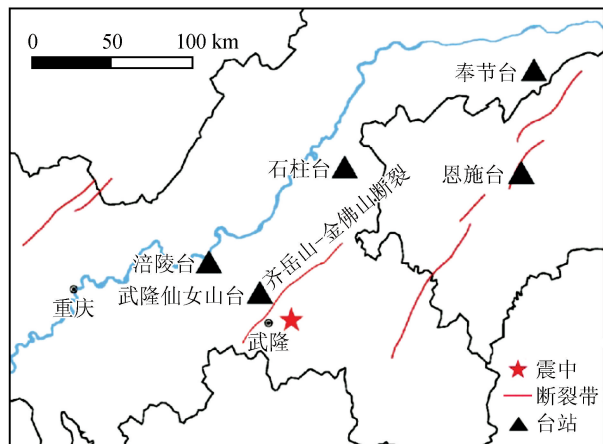 0 50 100 km
奉节台
石柱台
恩施台
齐岳山-金佛山断裂
涪陵台
武隆仙女山台
重庆
武隆
震中
断裂带
台站